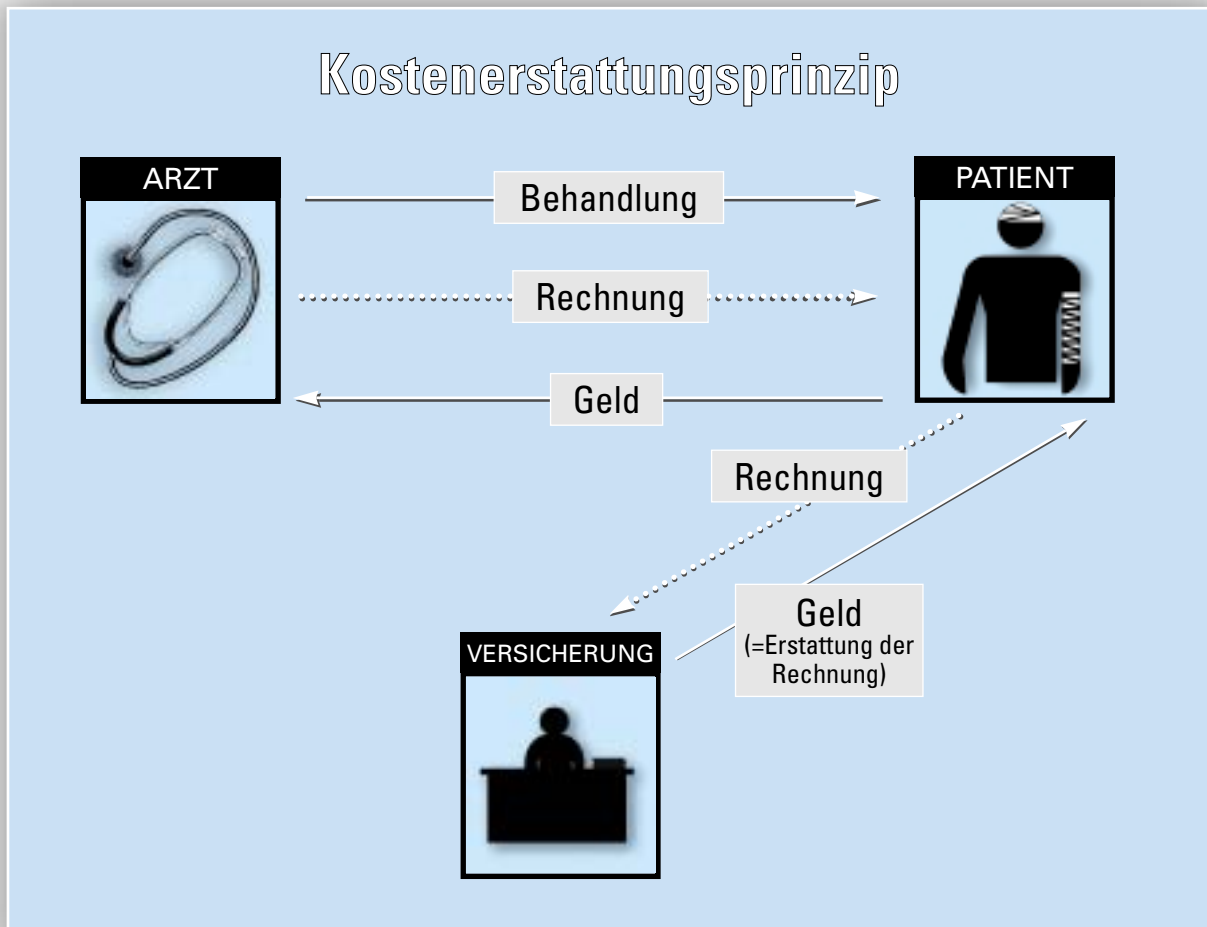 Kostenerstattungsprinzip
ARZT
PATIENT
Behandlung
Rechnung
Geld
Rechnung
Geld
(=Erstattung der
Rechnung)
VERSICHERUNG